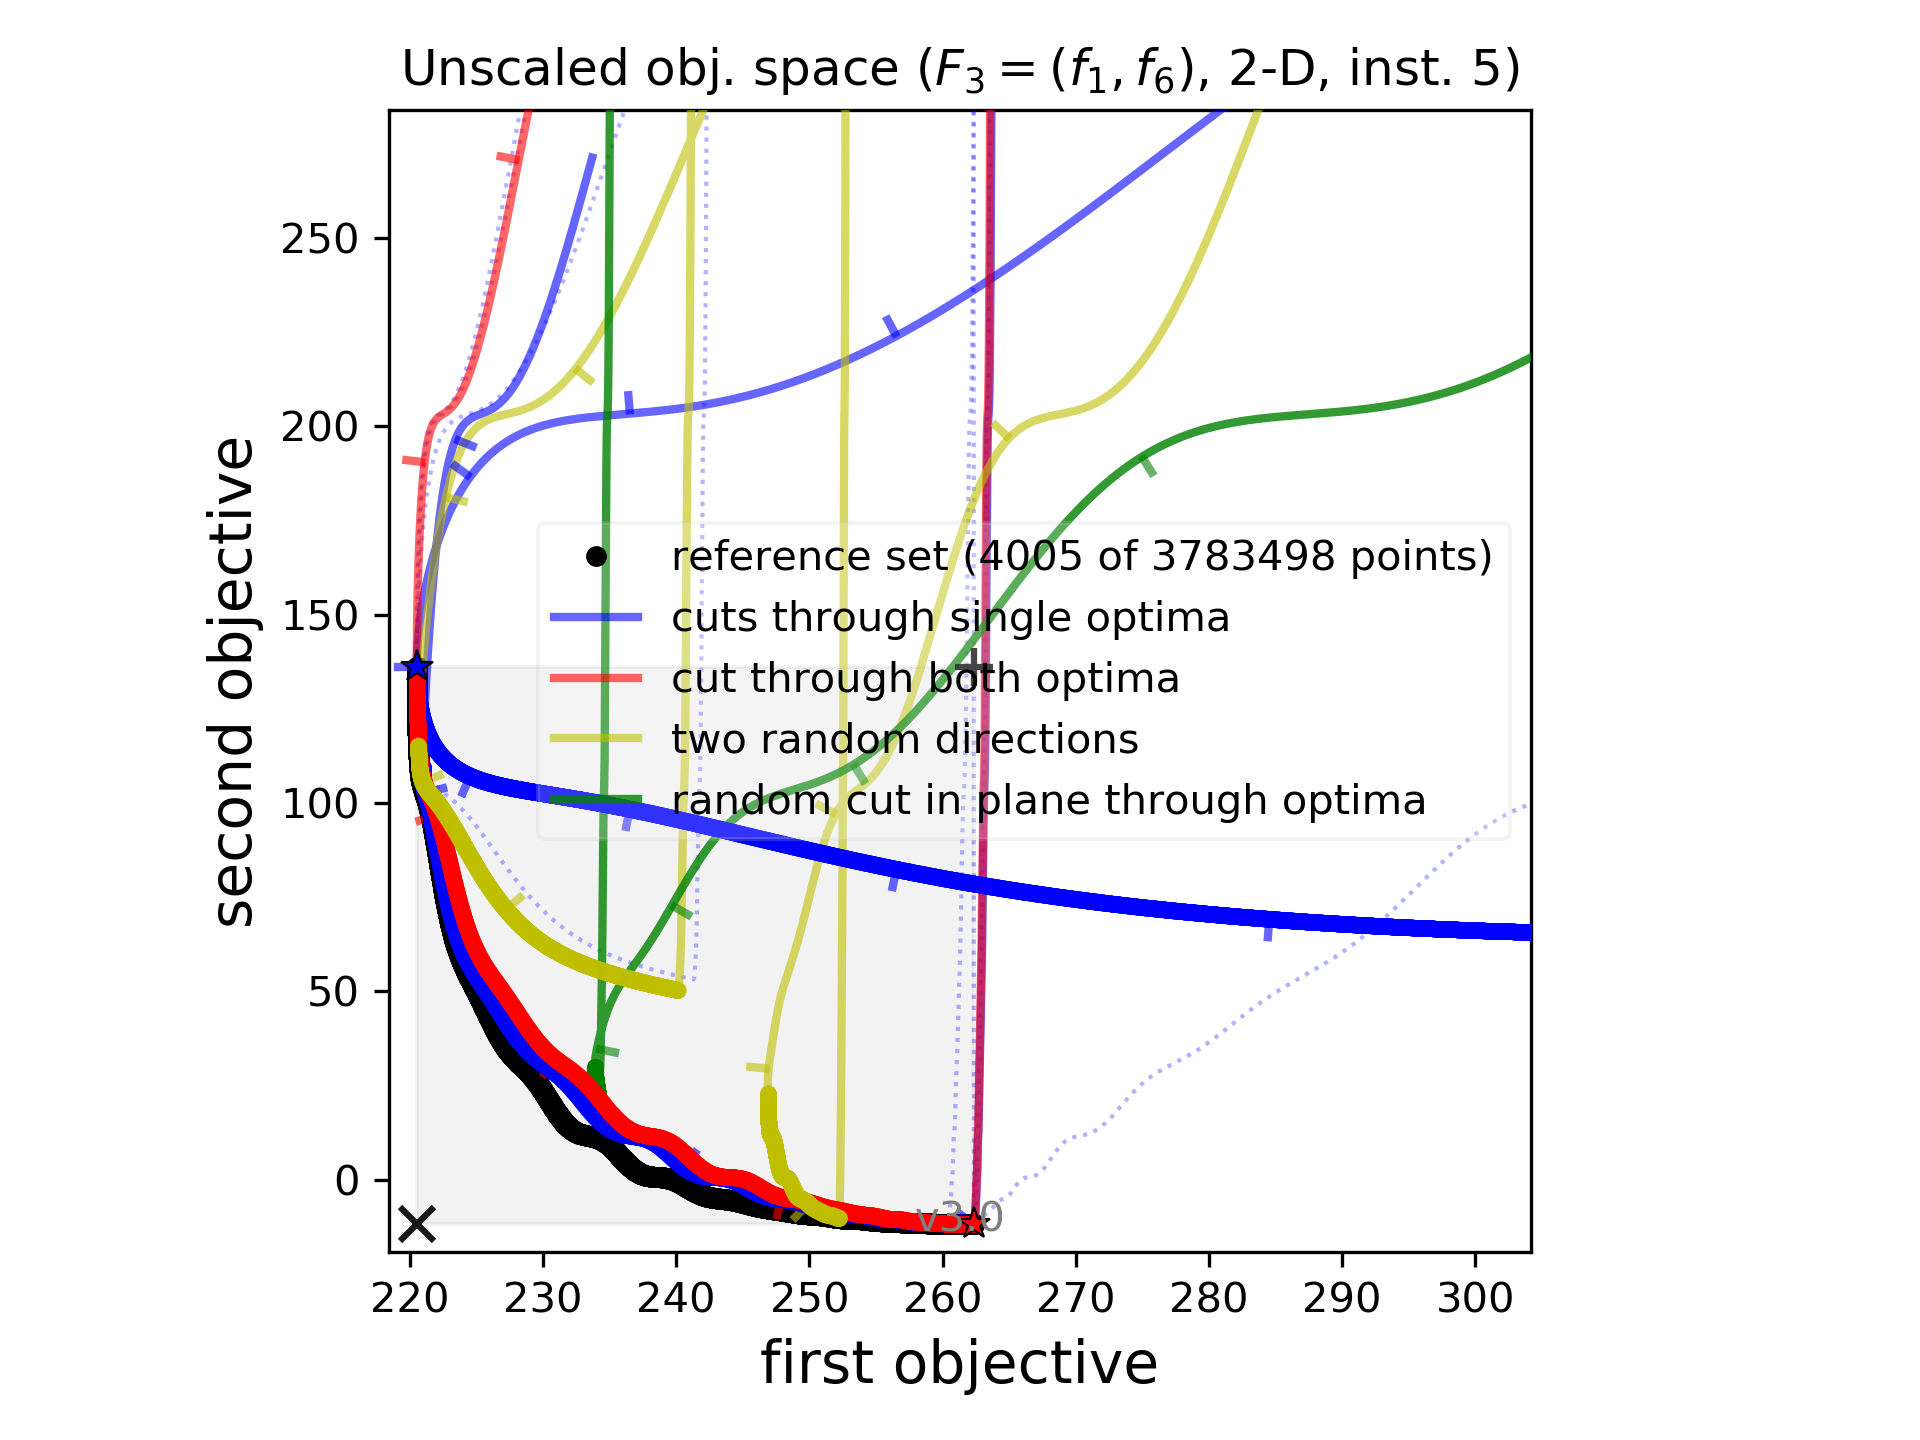 Unscaled obj. space (F₃ = (f₁, f₆), 2-D, inst. 5)
second objective
250
200
150
100
50
0
reference set (4005 of 3783498 points)
cuts through single optima
cut through both optima
two random directions
random cut in plane through optima
v3.0
220 230 240 250 260 270 280 290 300
first objective